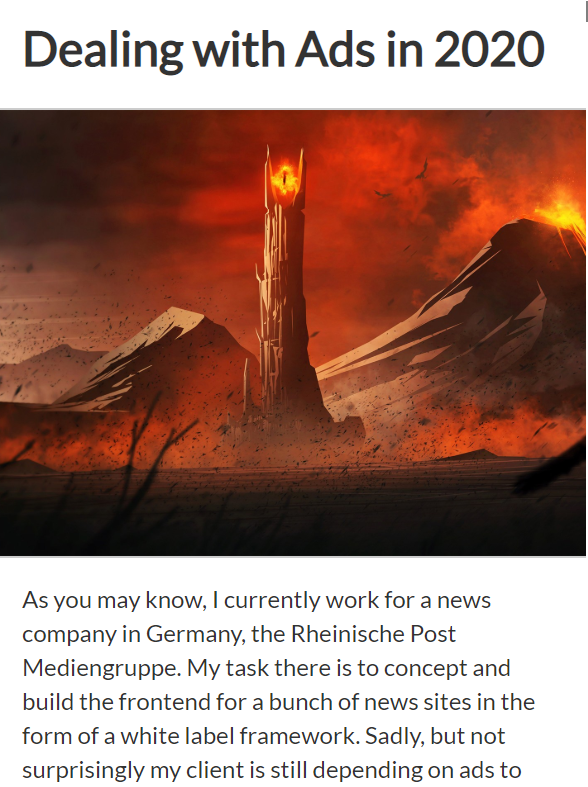 Dealing with Ads in 2020
As you may know, I currently work for a news
company in Germany, the Rheinische Post
Mediengruppe. My task there is to concept and
build the frontend for a bunch of news sites in the
form of a white label framework. Sadly, but not
surprisingly my client is still depending on ads to